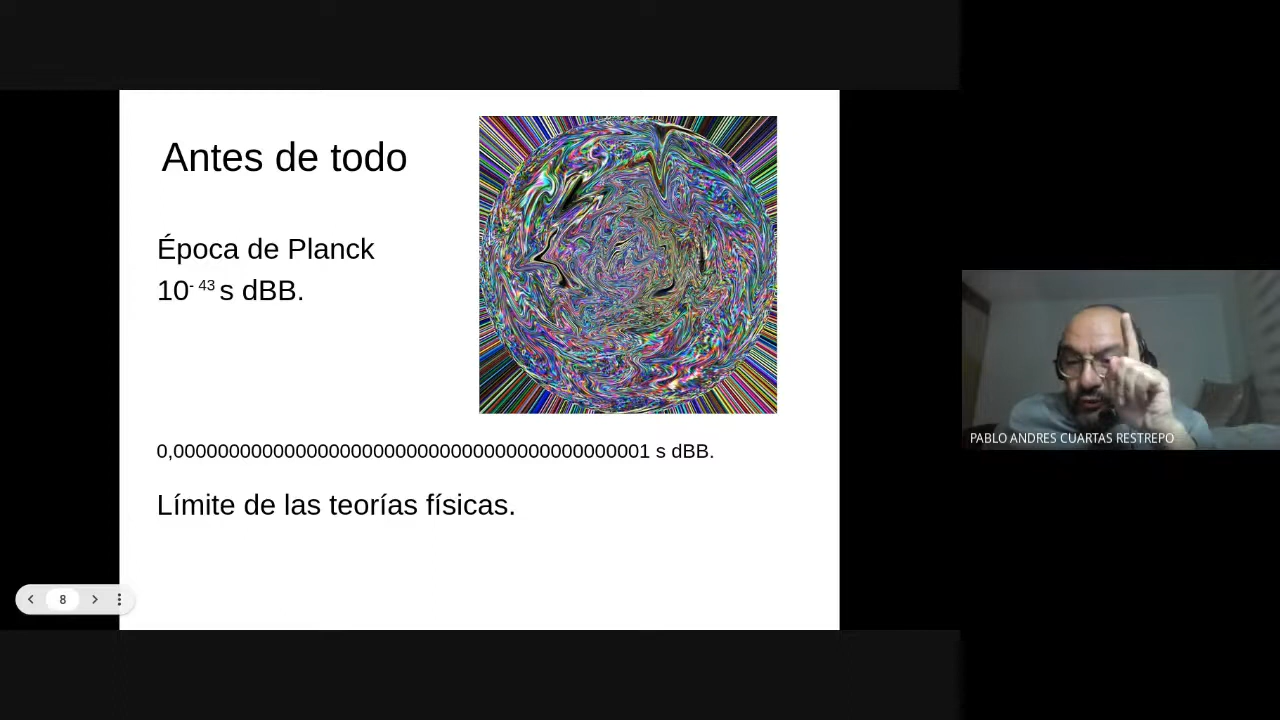 Antes de todo
Época de Planck
10⁻ ⁴³ s dBB.
0,0000000000000000000000000000000000000000001 s dBB.
Límite de las teorías físicas.
PABLO ANDRES CUARTAS RESTREPO
8